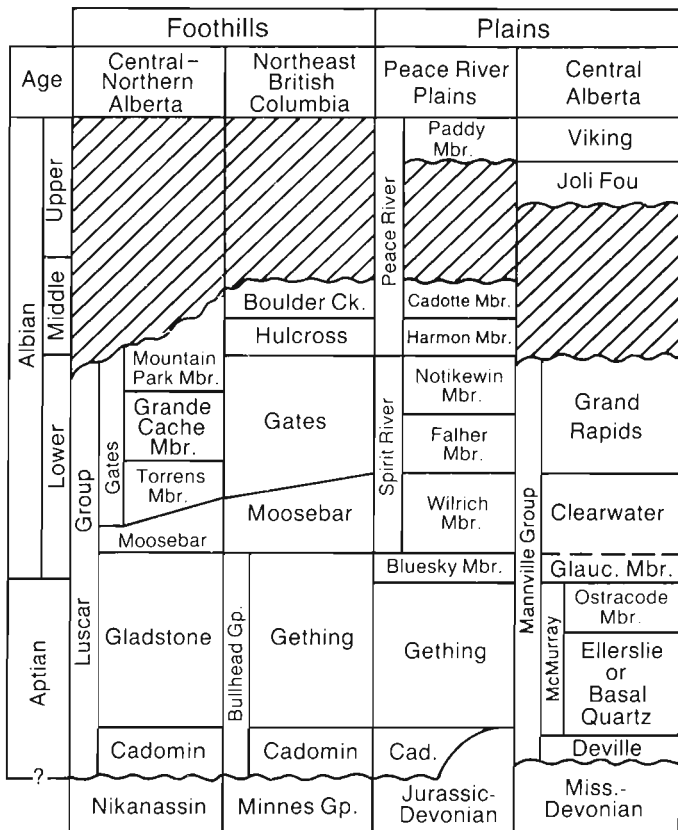 Foothills
Plains
Age
Central–
Northern
Alberta
Northeast
British
Columbia
Peace River
Plains
Central
Alberta
Albian
Upper
Middle
Lower
Aptian
?
Luscar
Group
Gates
Mountain
Park Mbr.
Grande
Cache
Mbr.
Torrens
Mbr.
Moosebar
Gladstone
Cadomin
Nikanassin
Boulder Ck.
Hulcross
Gates
Moosebar
Bullhead Gp.
Gething
Cadomin
Minnes Gp.
Peace River
Paddy
Mbr.
Cadotte Mbr.
Harmon Mbr.
Spirit River
Notikewin
Mbr.
Falher
Mbr.
Wilrich
Mbr.
Bluesky Mbr.
Gething
Cad.
Jurassic-
Devonian
Viking
Joli Fou
Mannville Group
Grand
Rapids
Clearwater
Glauc. Mbr.
McMurray
Ostracode
Mbr.
Ellerslie
or
Basal
Quartz
Deville
Miss.-
Devonian